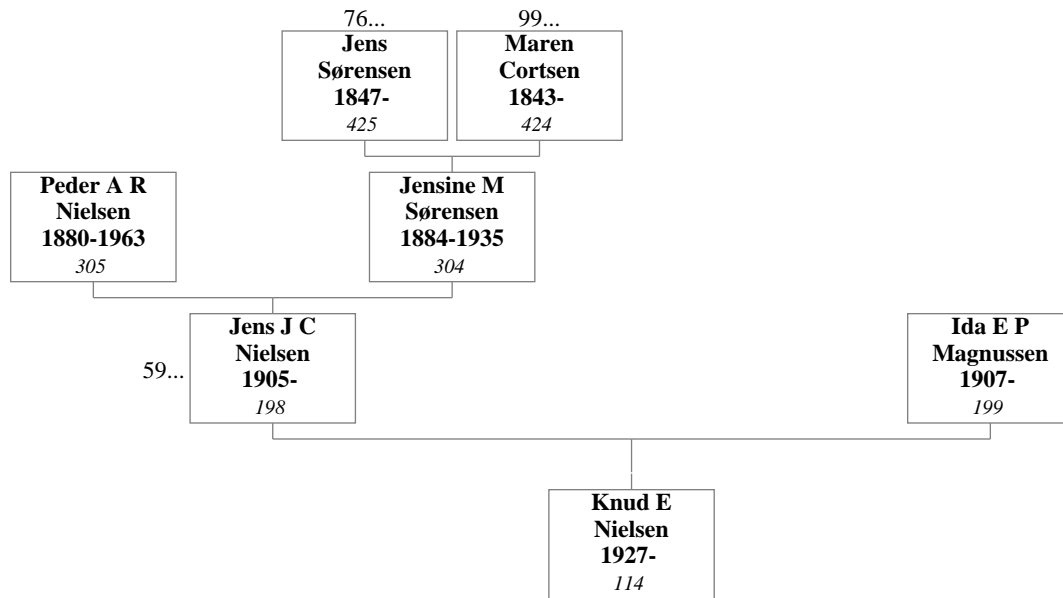 76...
Jens
Sørensen
1847-
425
99...
Maren
Cortsen
1843-
424
Peder A R
Nielsen
1880-1963
305
Jensine M
Sørensen
1884-1935
304
59...
Jens J C
Nielsen
1905-
198
Ida E P
Magnussen
1907-
199
Knud E
Nielsen
1927-
114